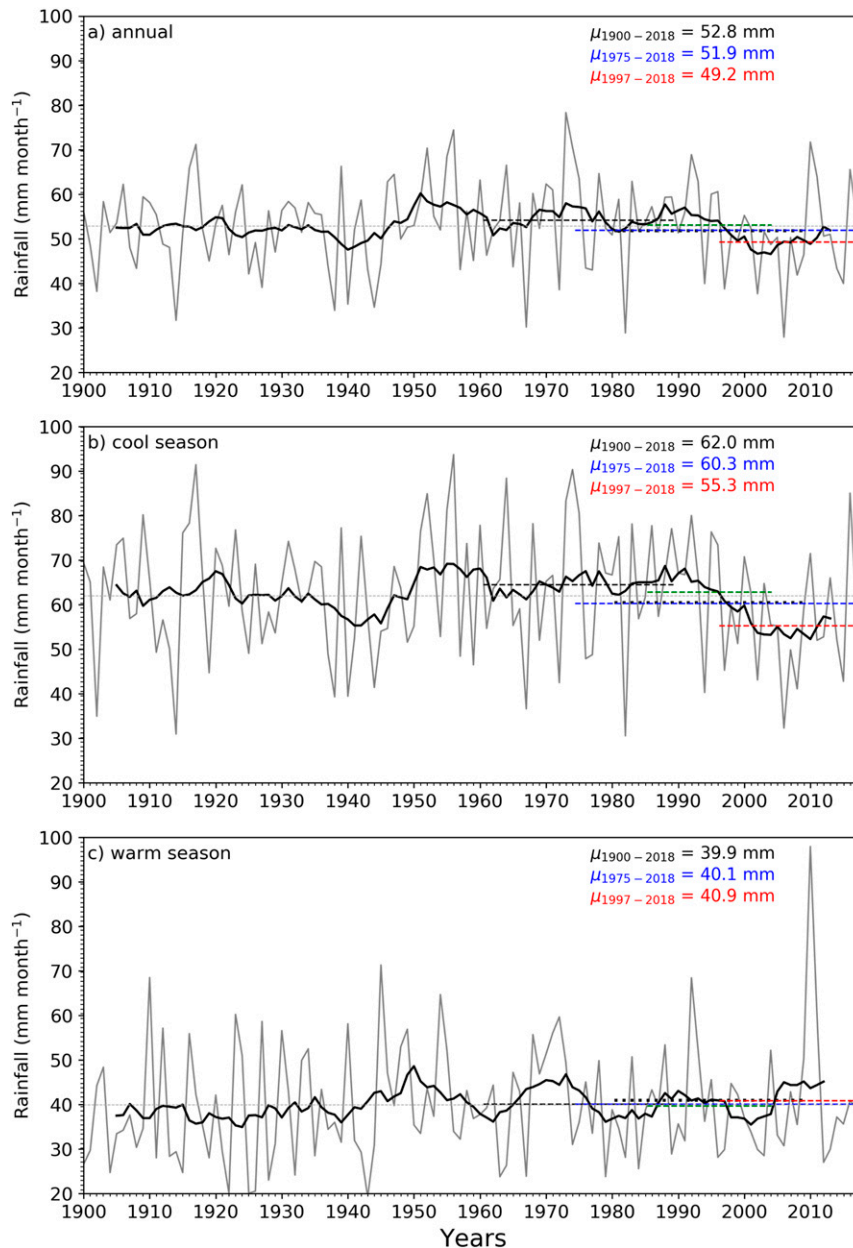 100
a) annual
μ1900−2018 = 52.8 mm
μ1975−2018 = 51.9 mm
μ1997−2018 = 49.2 mm
90
80
70
60
50
40
30
20
Rainfall (mm month−1)
1900 1910 1920 1930 1940 1950 1960 1970 1980 1990 2000 2010
100
b) cool season
μ1900−2018 = 62.0 mm
μ1975−2018 = 60.3 mm
μ1997−2018 = 55.3 mm
90
80
70
60
50
40
30
20
Rainfall (mm month−1)
1900 1910 1920 1930 1940 1950 1960 1970 1980 1990 2000 2010
100
c) warm season
μ1900−2018 = 39.9 mm
μ1975−2018 = 40.1 mm
μ1997−2018 = 40.9 mm
90
80
70
60
50
40
30
20
Rainfall (mm month−1)
1900 1910 1920 1930 1940 1950 1960 1970 1980 1990 2000 2010
Years